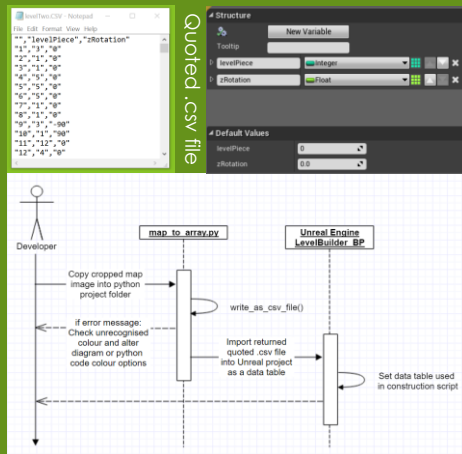 levelTwo.CSV - Notepad
File Edit Format View Help
"","levelPiece","zRotation"
"1","3","0"
"2","1","0"
"3","1","0"
"4","5","0"
"5","5","0"
"6","5","0"
"7","1","0"
"8","1","0"
"9","3","-90"
"10","1","90"
"11","12","0"
"12","4","0"
Quoted .csv file
Structure
New Variable
Tooltip
levelPiece Integer
zRotation Float
Default Values
levelPiece 0
zRotation 0.0
Developer
map_to_array.py
Unreal Engine
LevelBuilder_BP
Copy cropped map
image into python
project folder
write_as_csv_file()
if error message:
Check unrecognised
colour and alter
diagram or python
code colour options
Import returned
quoted .csv file
into Unreal project
as a data table
Set data table used
in construction script